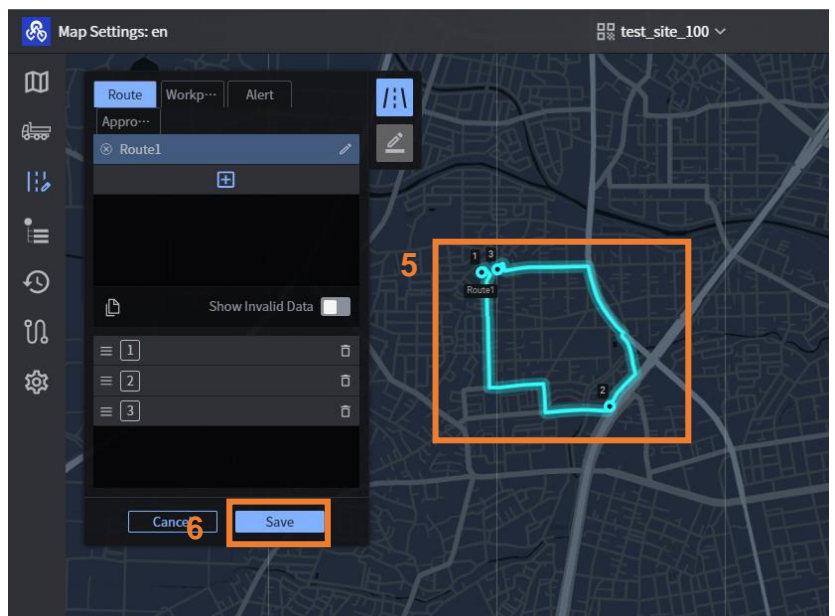 Map Settings: en
test_site_100
Route
Workp···
Alert
Appro···
Route1
Show Invalid Data
1
2
3
Save
6
5
1
3
Route1
2